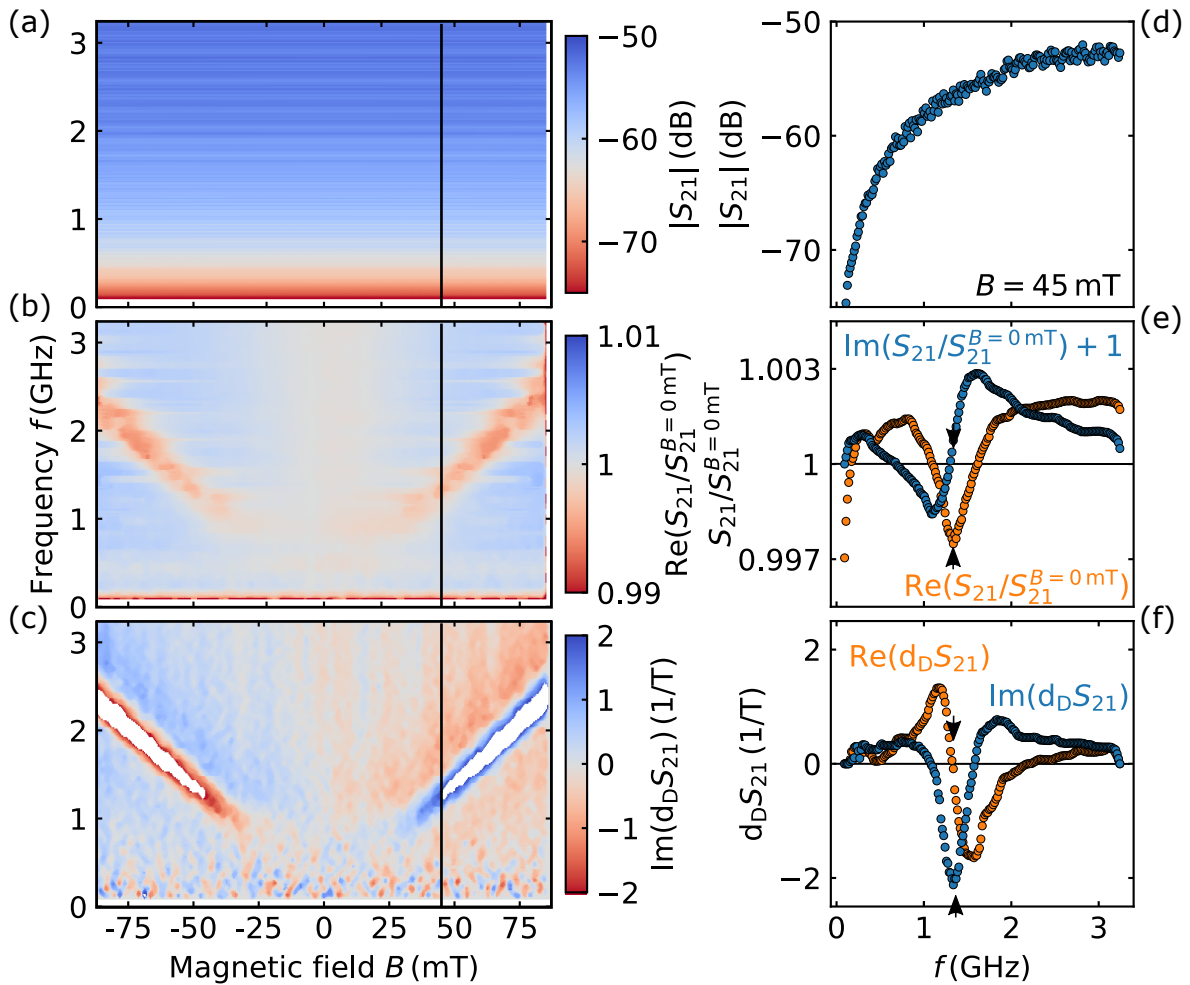 (a)
3
2
1
0
−50
−60
−70
|S21| (dB)
(b)
3
2
1
0
Frequency f (GHz)
1.01
1
0.99
Re(S21/S21^B = 0 mT)
(c)
3
2
1
0
2
1
0
−1
−2
Im(dDS21) (1/T)
-75 -50 -25 0 25 50 75
Magnetic field B (mT)
(d)
−50
−60
−70
|S21| (dB)
B = 45 mT
(e)
1.003
1
0.997
S21/S21^B = 0 mT
Im(S21/S21^B = 0 mT) + 1
Re(S21/S21^B = 0 mT)
(f)
2
0
−2
dDS21 (1/T)
Re(dDS21)
Im(dDS21)
0 1 2 3
f (GHz)